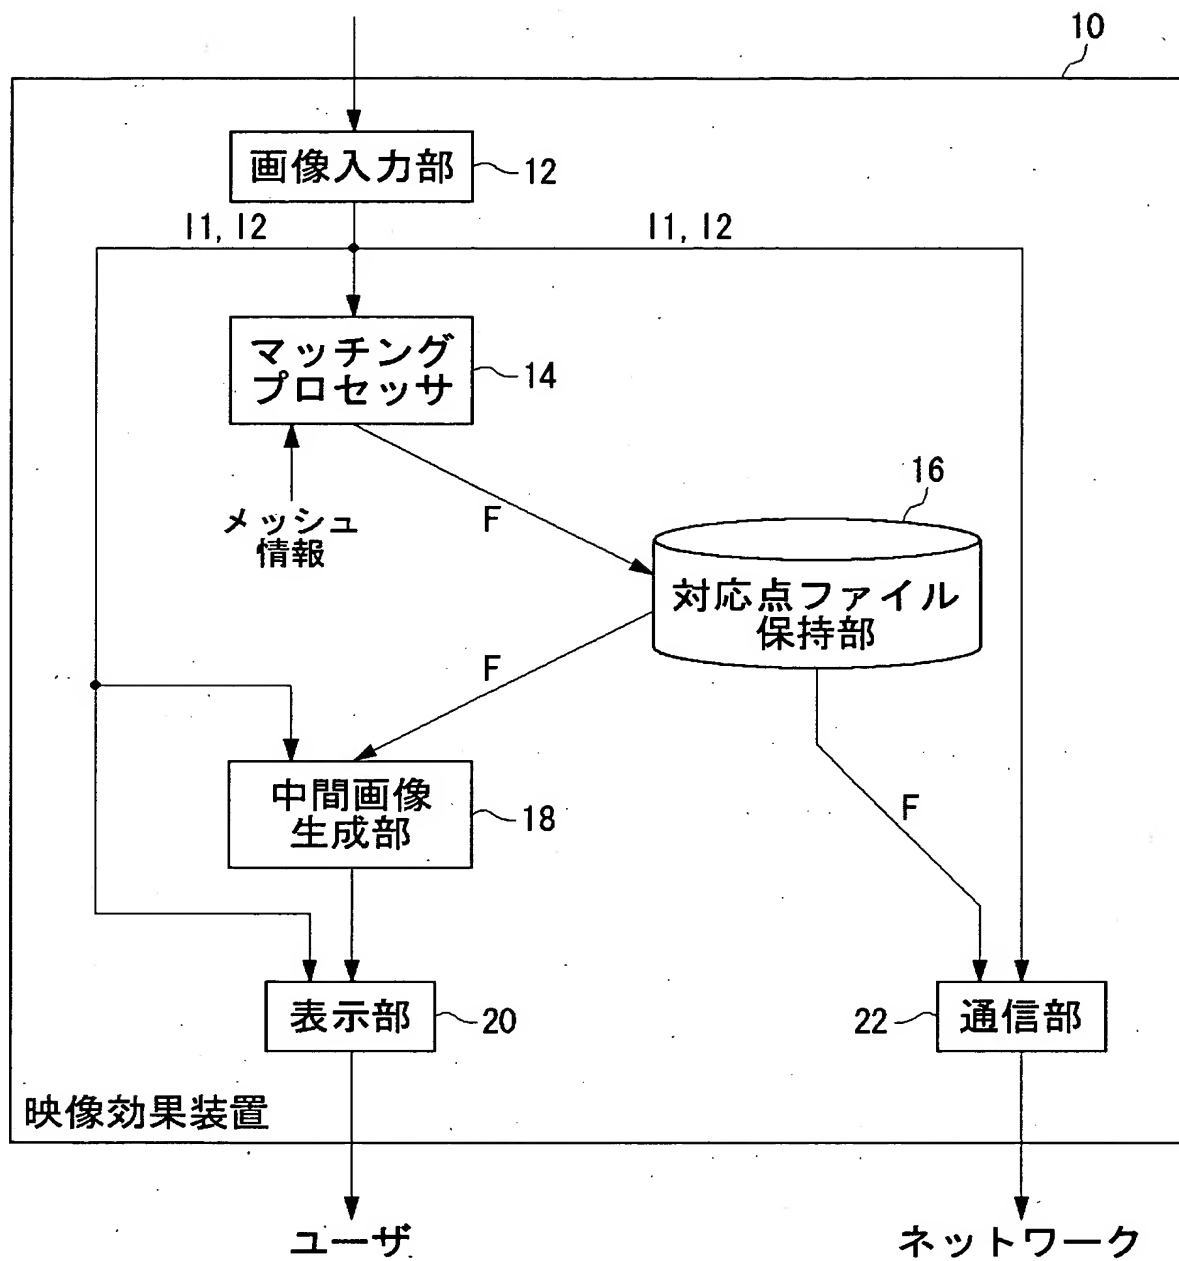 10
画像入力部
12
I1, I2
I1, I2
マッチング
プロセッサ
14
メッシュ
情報
F
16
対応点ファイル
保持部
F
中間画像
生成部
18
F
表示部
20
22
通信部
映像効果装置
ユーザ
ネットワーク